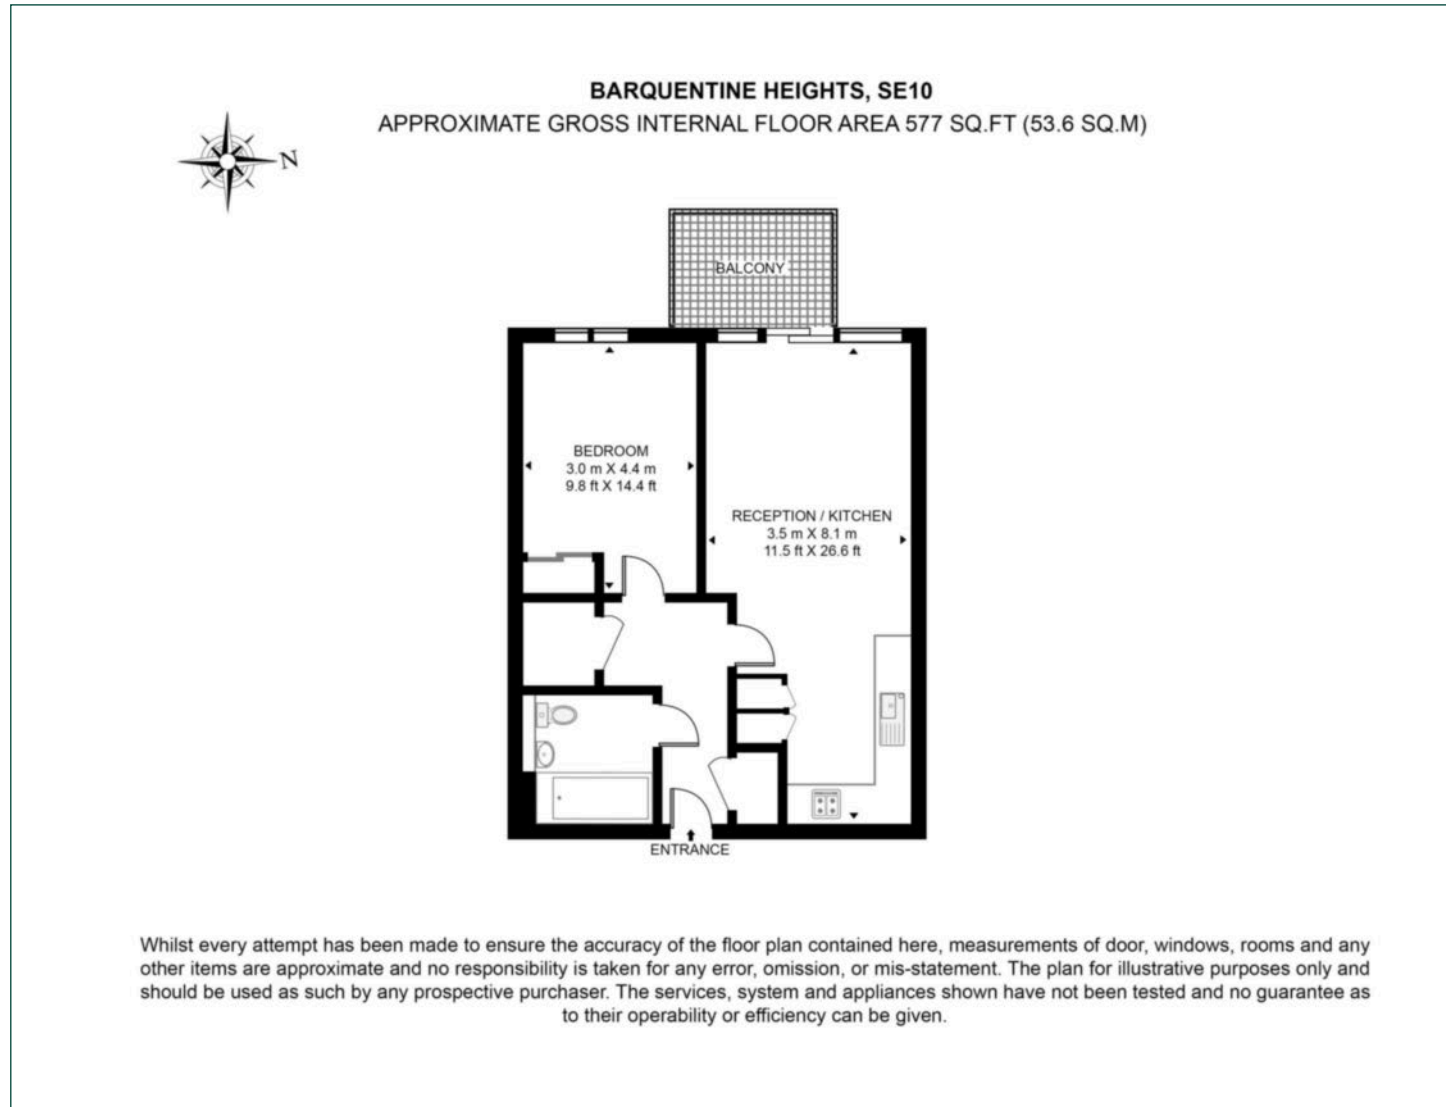 BARQUENTINE HEIGHTS, SE10
APPROXIMATE GROSS INTERNAL FLOOR AREA 577 SQ.FT (53.6 SQ.M)
N
BALCONY
BEDROOM
3.0 m X 4.4 m
9.8 ft X 14.4 ft
RECEPTION / KITCHEN
3.5 m X 8.1 m
11.5 ft X 26.6 ft
ENTRANCE
Whilst every attempt has been made to ensure the accuracy of the floor plan contained here, measurements of door, windows, rooms and any
other items are approximate and no responsibility is taken for any error, omission, or mis-statement. The plan for illustrative purposes only and
should be used as such by any prospective purchaser. The services, system and appliances shown have not been tested and no guarantee as
to their operability or efficiency can be given.